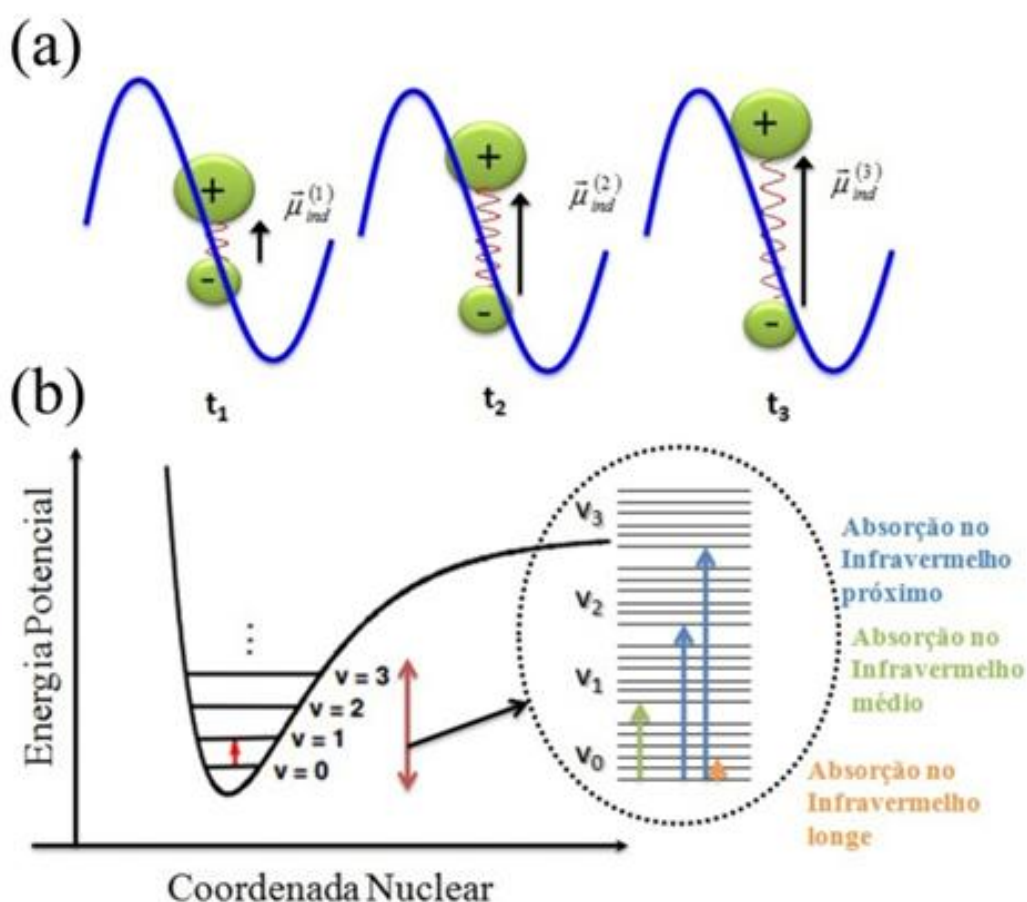 (a)
+
-
μ⃗ind(1)
+
-
μ⃗ind(2)
+
-
μ⃗ind(3)
t1
t2
t3
(b)
Energia Potencial
⋮
v = 3
v = 2
v = 1
v = 0
Coordenada Nuclear
v3
v2
v1
v0
Absorção no
Infravermelho
próximo
Absorção no
Infravermelho
médio
Absorção no
Infravermelho
longe